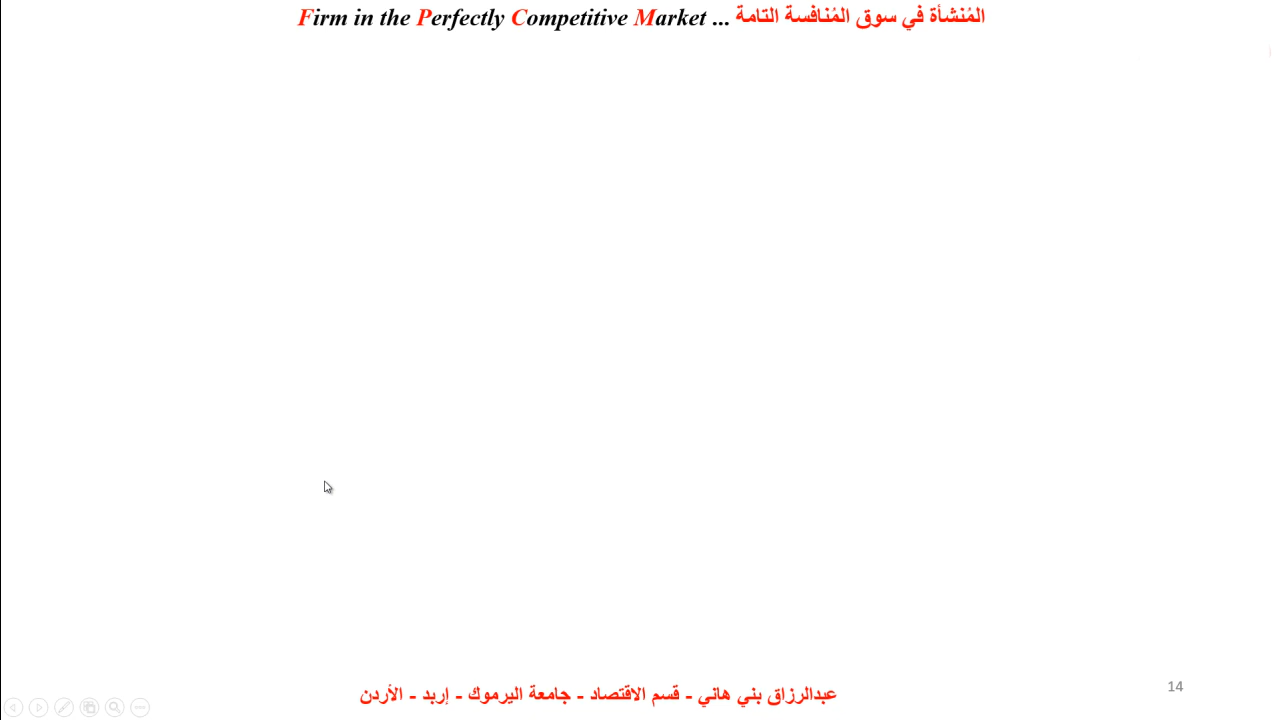 Firm in the Perfectly Competitive Market ... المُنشأة في سوق المُنافسة التامة
عبدالرزاق بني هاني - قسم الاقتصاد - جامعة اليرموك - إربد - الأردن
14